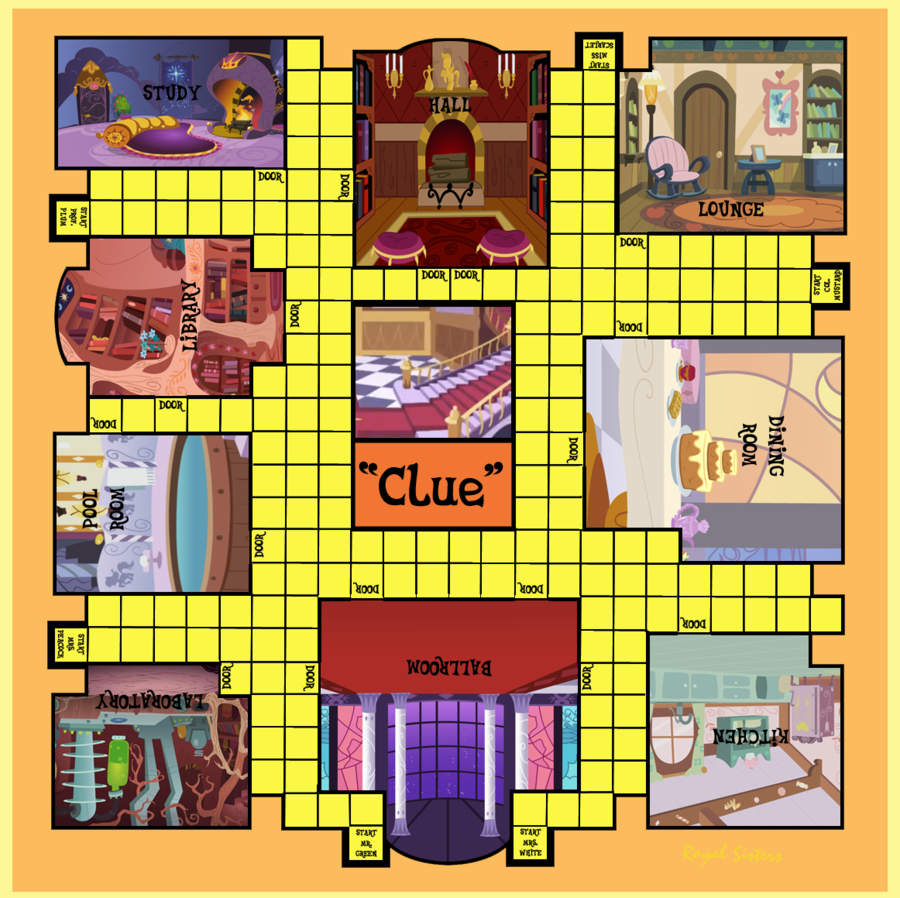 START
MISS
SCARLET
STUDY
HALL
LOUNGE
DOOR
DOOR
START
PROF.
PLUM
DOOR
DOOR
DOOR
START
COL.
MUSTARD
LIBRARY
DOOR
DOOR
DOOR
DOOR
DINING
ROOM
DOOR
POOL
ROOM
"Clue"
DOOR
DOOR
DOOR
DOOR
START
MRS.
PEACOCK
BALLROOM
DOOR
DOOR
DOOR
LABORATORY
KITCHEN
START
MR.
GREEN
START
MRS.
WHITE
Royal Sisters